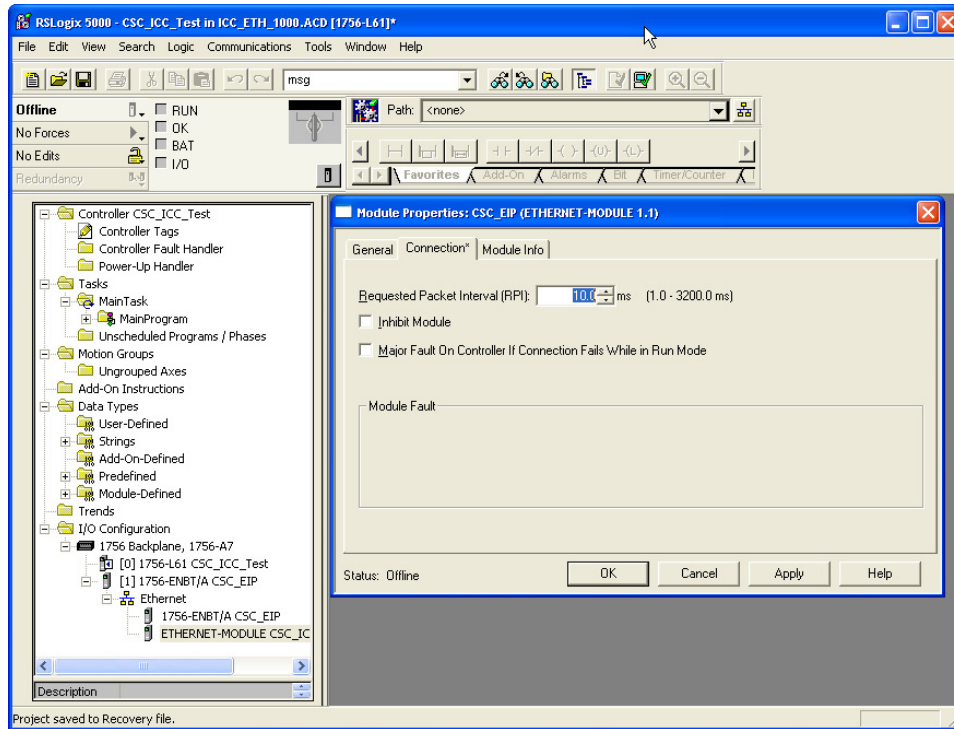 RSLogix 5000 - CSC_ICC_Test in ICC_ETH_1000.ACD [1756-L61]*
File Edit View Search Logic Communications Tools Window Help
msg
Offline
RUN
No Forces
OK
No Edits
BAT
Redundancy
I/O
Path: <none>
Favorites Add-On Alarms Bit Timer/Counter
Controller CSC_ICC_Test
Controller Tags
Controller Fault Handler
Power-Up Handler
Tasks
MainTask
MainProgram
Unscheduled Programs / Phases
Motion Groups
Ungrouped Axes
Add-On Instructions
Data Types
User-Defined
Strings
Add-On-Defined
Predefined
Module-Defined
Trends
I/O Configuration
1756 Backplane, 1756-A7
[0] 1756-L61 CSC_ICC_Test
[1] 1756-ENBT/A CSC_EIP
Ethernet
1756-ENBT/A CSC_EIP
ETHERNET-MODULE CSC_IC
Description
Module Properties: CSC_EIP (ETHERNET-MODULE 1.1)
General Connection* Module Info
Requested Packet Interval (RPI): 10.0 ms (1.0 - 3200.0 ms)
Inhibit Module
Major Fault On Controller If Connection Fails While in Run Mode
Module Fault
Status: Offline OK Cancel Apply Help
Project saved to Recovery file.